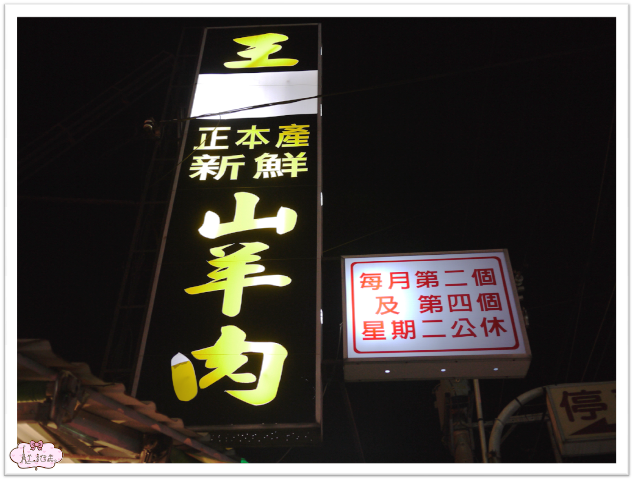 王
正本產
新鮮
山羊肉
每月第二個
及 第四個
星期二公休
停